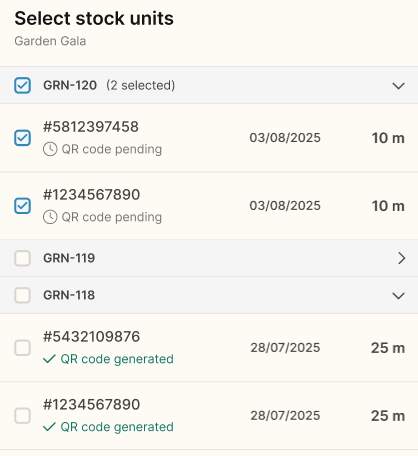 Select stock units
Garden Gala
GRN-120 (2 selected)
#5812397458
03/08/2025
10 m
QR code pending
#1234567890
03/08/2025
10 m
QR code pending
GRN-119
GRN-118
#5432109876
28/07/2025
25 m
QR code generated
#1234567890
28/07/2025
25 m
QR code generated